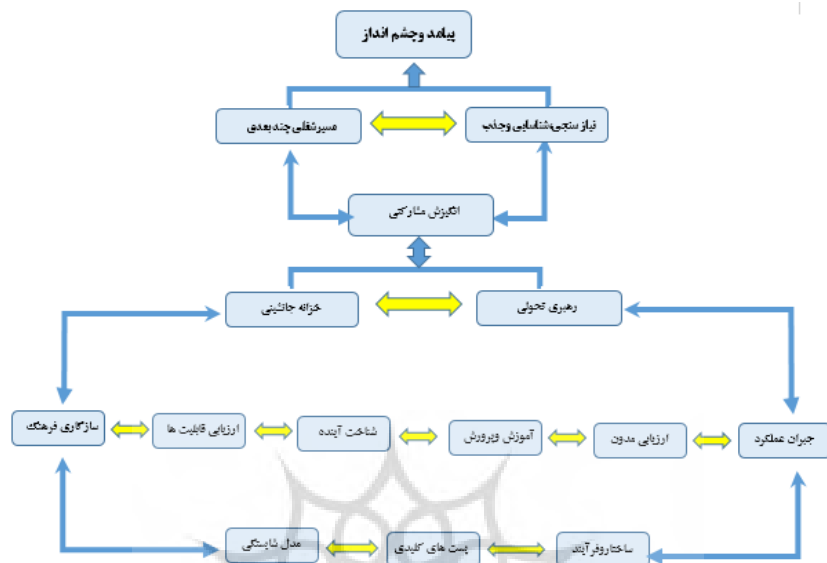 پیامد وچشم انداز
نیاز سنجی،شناسایی وجذب
مسیرشغلی چند بعدی
انگیزش مشارکتی
رهبری تحولی
خزانه جانشینی
جبران عملکرد
ارزیابی مدون
آموزش وپرورش
شناخت آینده
ارزیابی قابلیت ها
سازگاری فرهنگ
ساختاروفرآیند
پست های کلیدی
مدل شایستگی